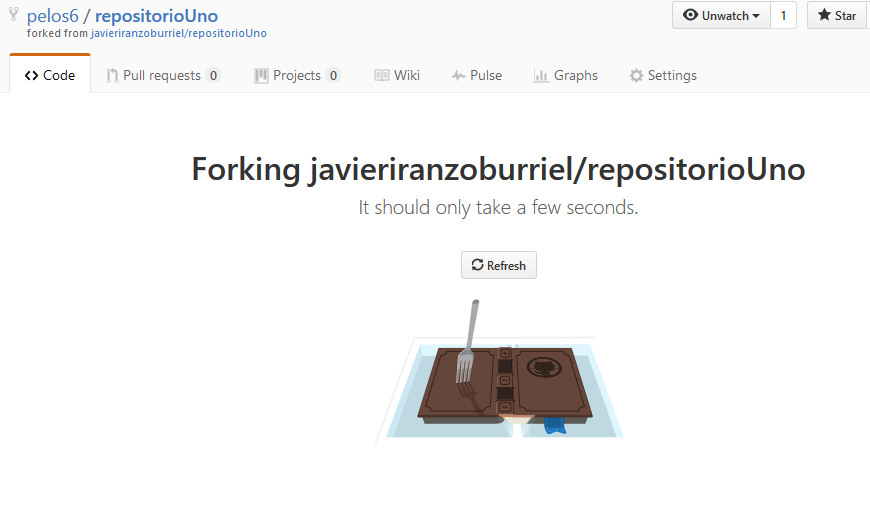 pelos6 / repositorioUno
forked from javieriranzoburriel/repositorioUno
Unwatch 1 Star
Code Pull requests 0 Projects 0 Wiki Pulse Graphs Settings
Forking javieriranzoburriel/repositorioUno
It should only take a few seconds.
Refresh